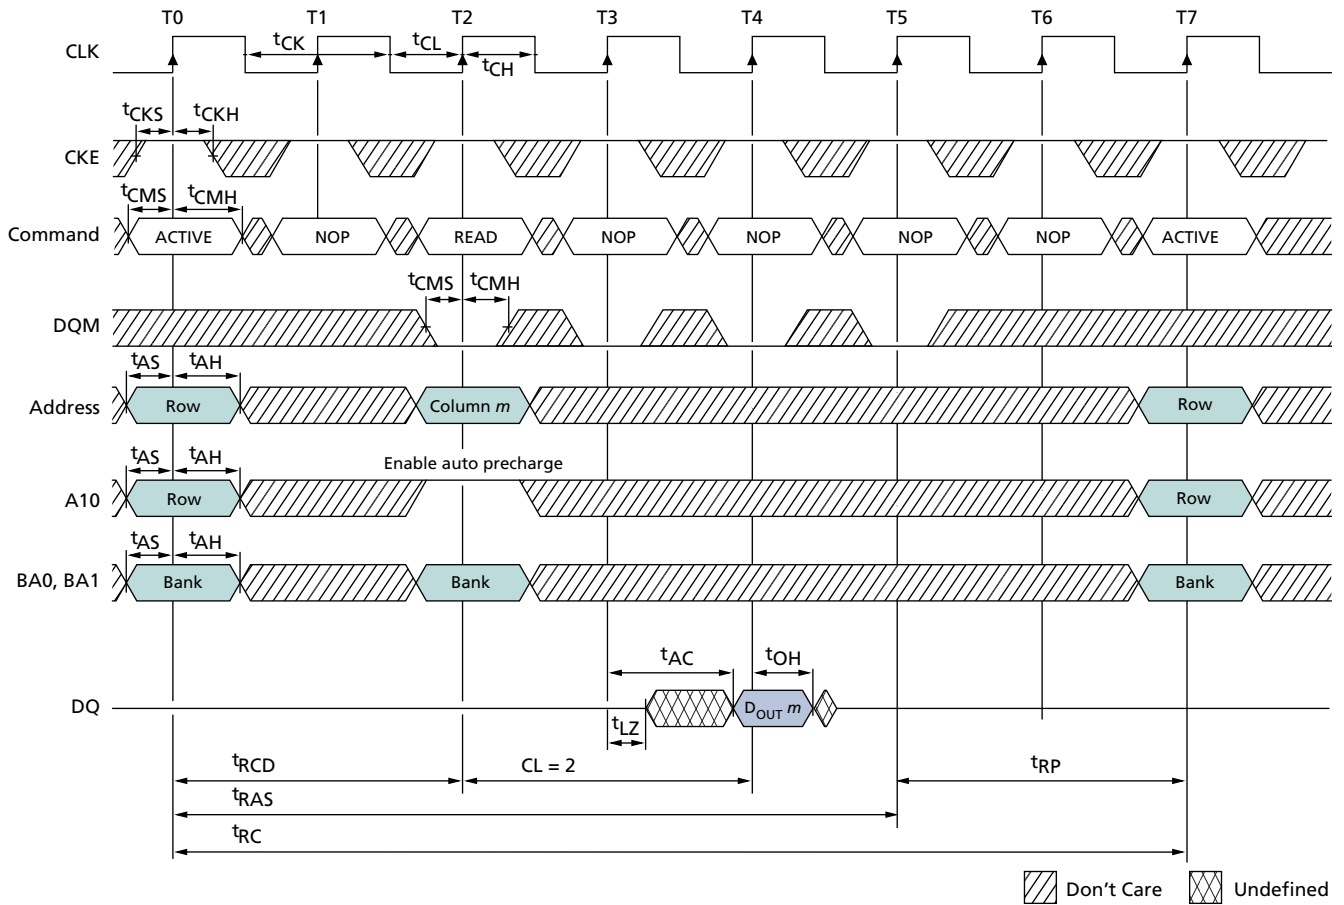 T0 T1 T2 T3 T4 T5 T6 T7
CLK tCK tCL tCH
tCKS tCKH
CKE
tCMS tCMH
Command ACTIVE NOP READ NOP NOP NOP NOP ACTIVE
tCMS tCMH
DQM
tAS tAH
Address Row Column m Row
tAS tAH Enable auto precharge
A10 Row Row
tAS tAH
BA0, BA1 Bank Bank Bank
tAC tOH
DQ DOUT m
tLZ
tRCD CL = 2 tRP
tRAS
tRC
Don't Care Undefined